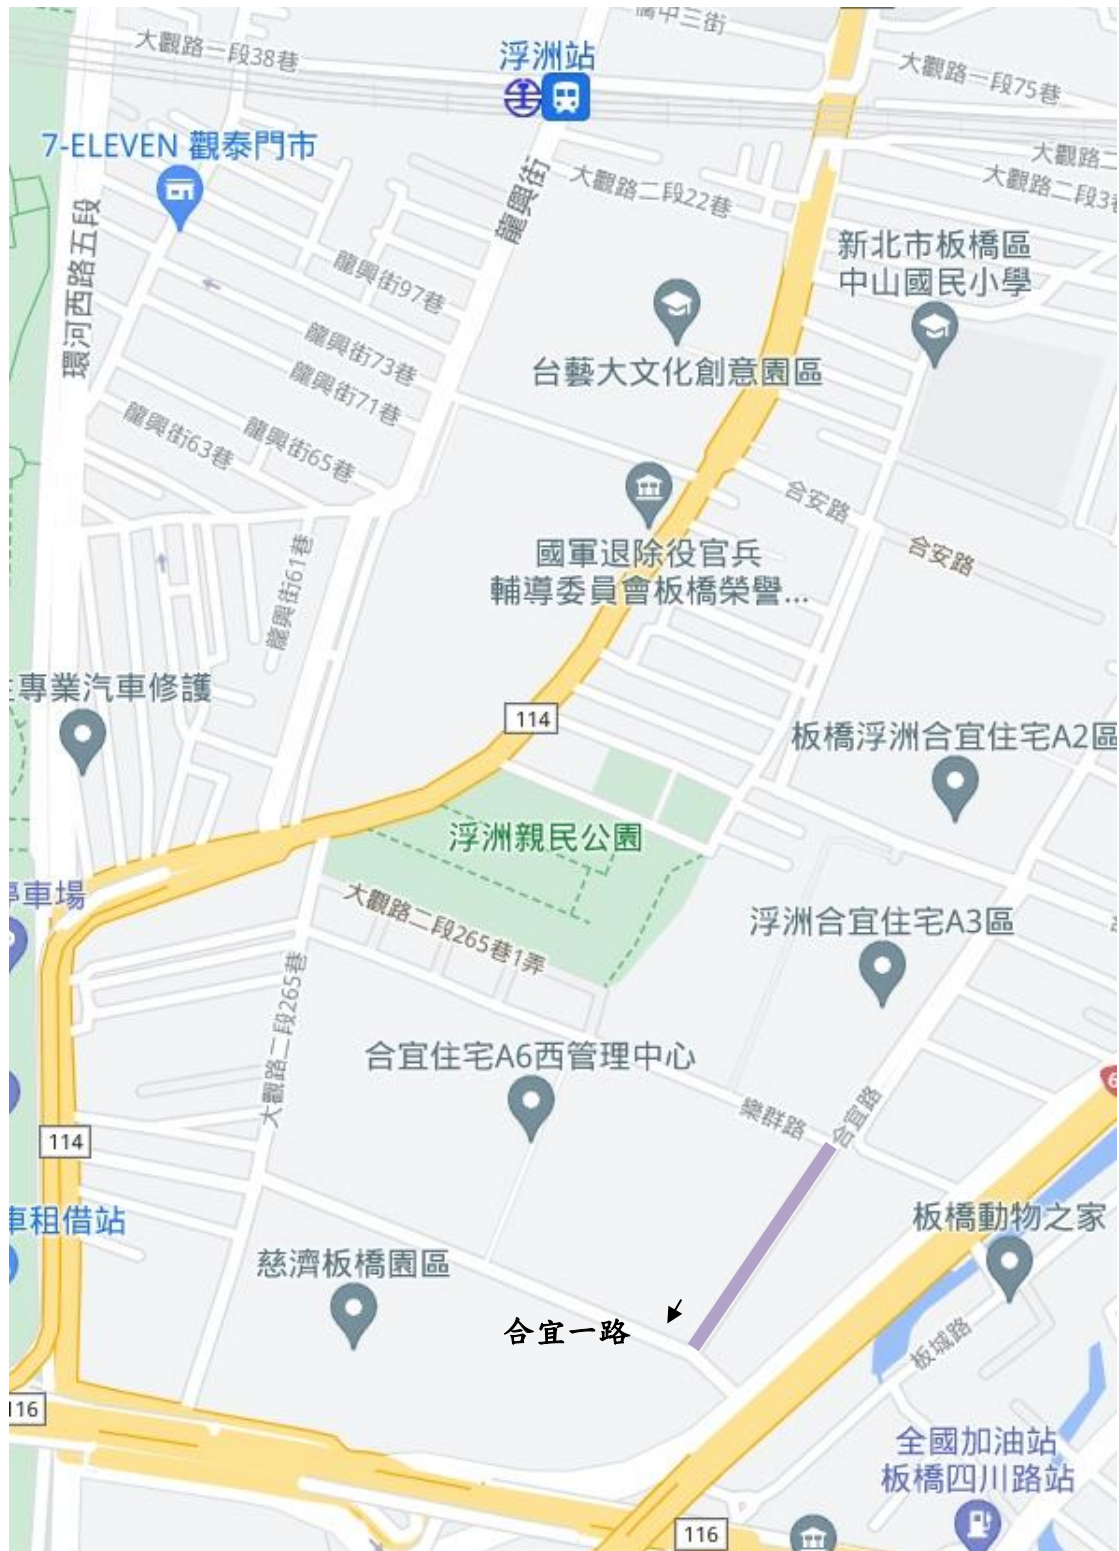 僑中三街
大觀路一段38巷
浮洲站
大觀路一段75巷
7-ELEVEN 觀泰門市
大觀路二
大觀路二段3
大觀路二段22巷
龍興街
環河西路五段
新北市板橋區
中山國民小學
龍興街97巷
龍興街73巷
台藝大文化創意園區
龍興街71巷
龍興街63巷
龍興街65巷
合安路
合安路
國軍退除役官兵
輔導委員會板橋榮譽...
龍興街61巷
專業汽車修護
114
板橋浮洲合宜住宅A2區
浮洲親民公園
停車場
大觀路二段265巷1弄
浮洲合宜住宅A3區
大觀路二段265巷
合宜住宅A6西管理中心
6
樂群路
合宜路
114
車租借站
板橋動物之家
慈濟板橋園區
合宜一路
板城路
116
全國加油站
板橋四川路站
116